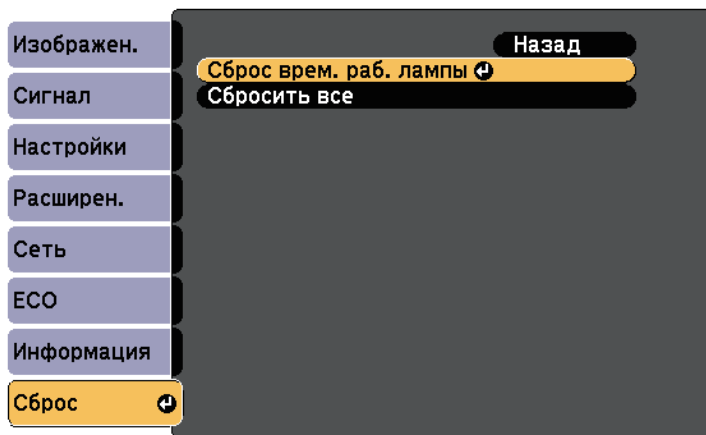 Изображен.
Сигнал
Настройки
Расширен.
Сеть
ECO
Информация
Сброс
Назад
Сброс врем. раб. лампы
Сбросить все